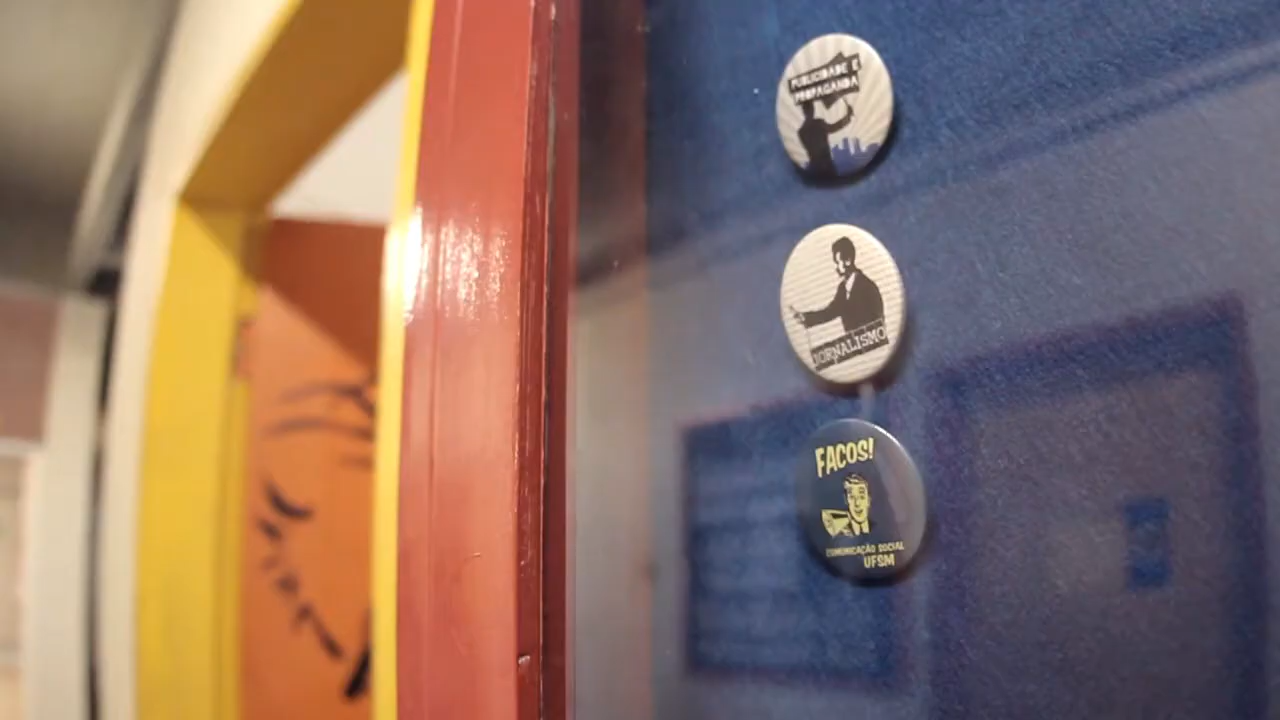 PUBLICIDADE E
PROPAGANDA
JORNALISMO
FACOS!
COMUNICAÇÃO SOCIAL
UFSM